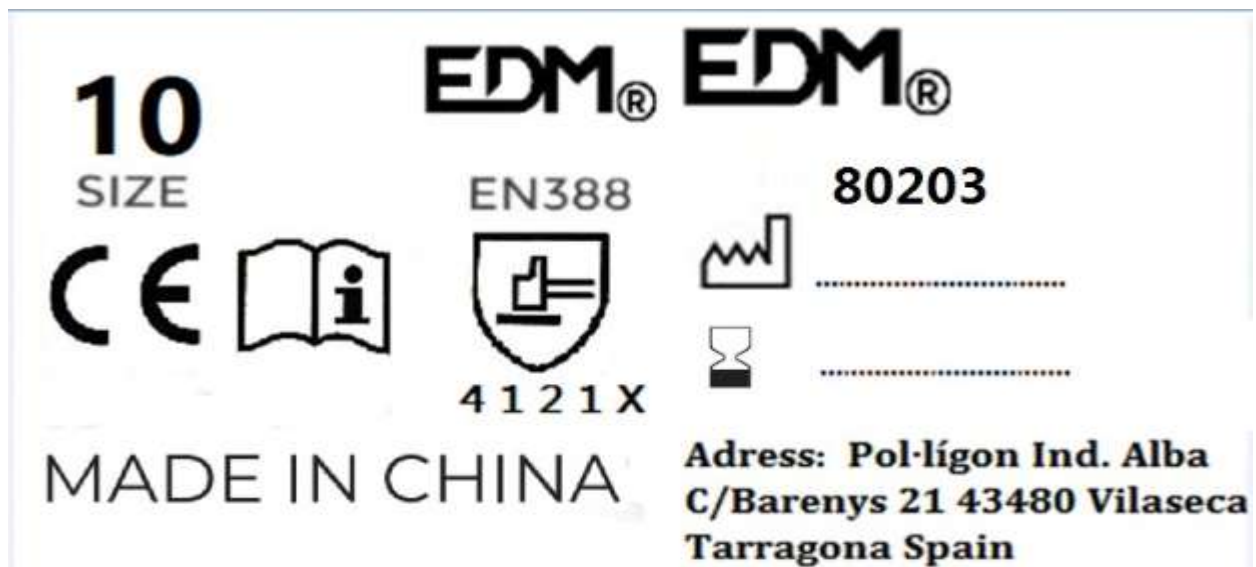 10
SIZE
EDM®
EDM®
80203
EN388
CE
i
4121X
MADE IN CHINA
Adress: Pol·lígon Ind. Alba
C/Barenys 21 43480 Vilaseca
Tarragona Spain